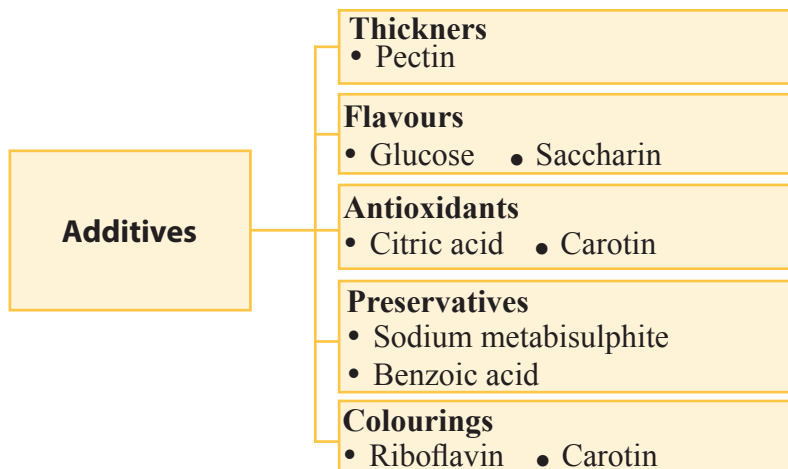 Thickners
• Pectin
Flavours
• Glucose • Saccharin
Additives
Antioxidants
• Citric acid • Carotin
Preservatives
• Sodium metabisulphite
• Benzoic acid
Colourings
• Riboflavin • Carotin